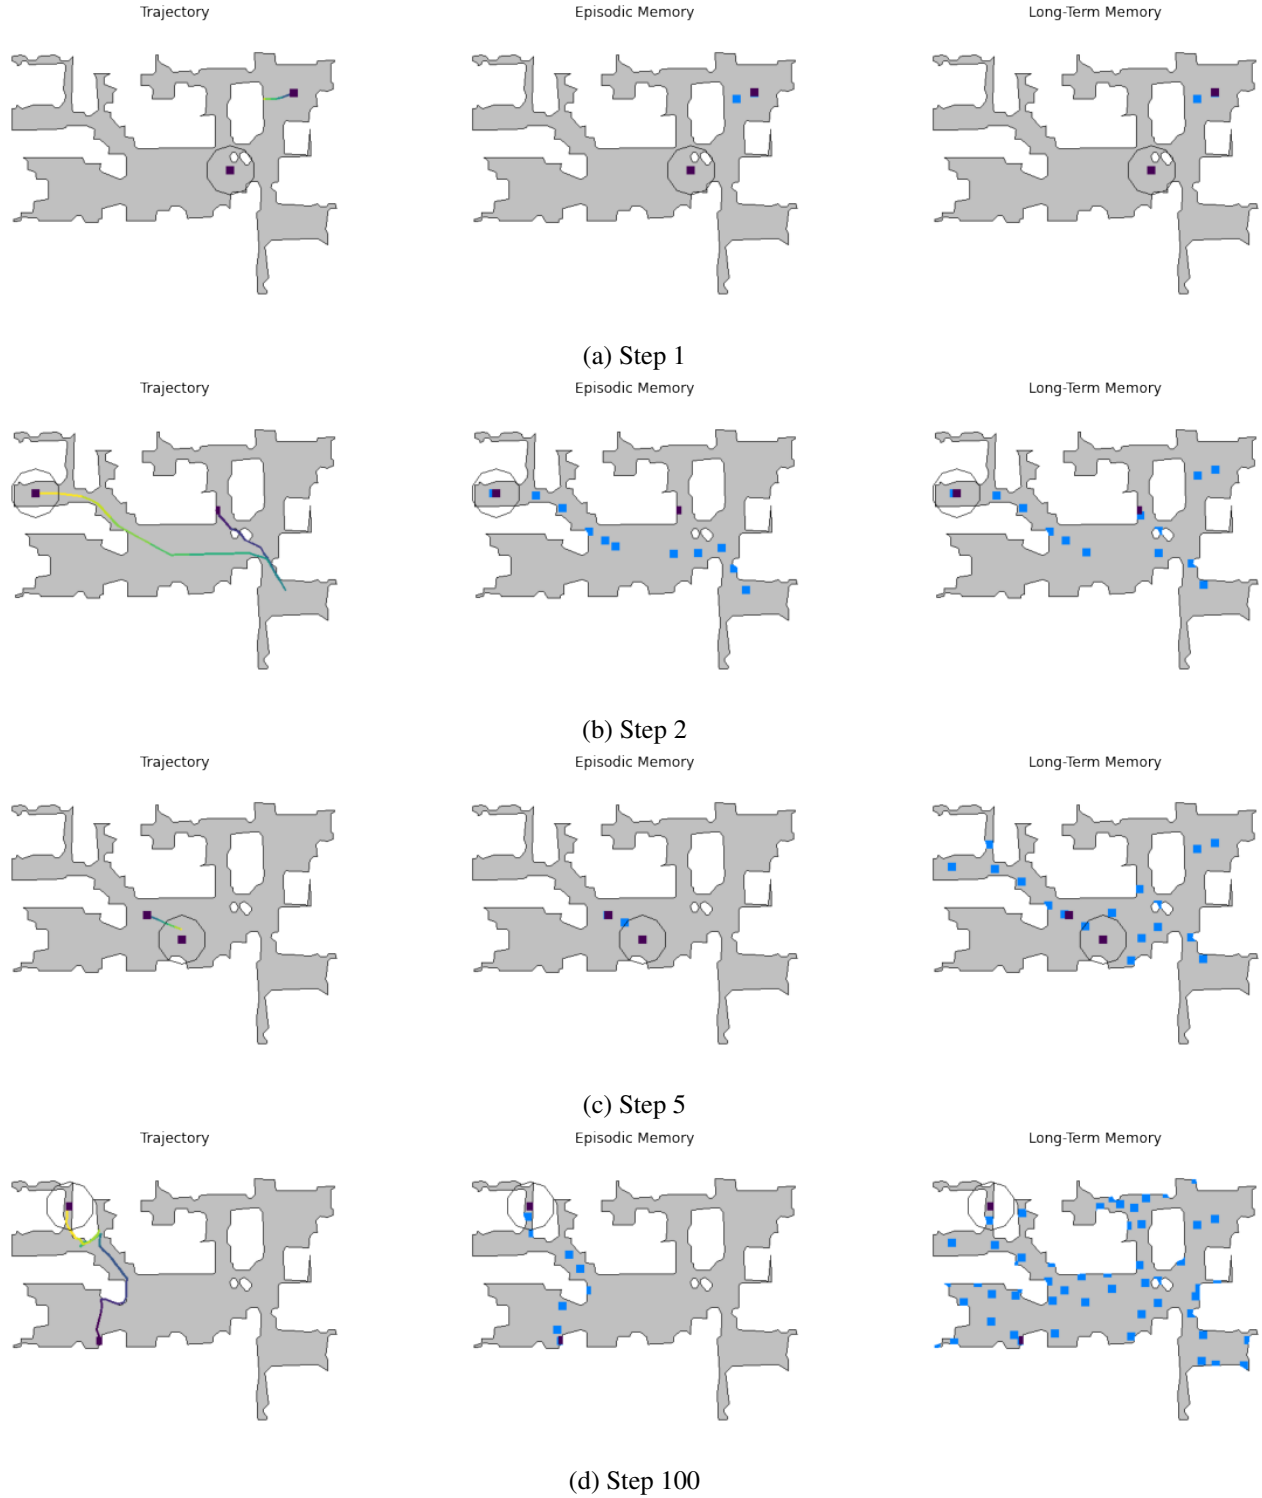 Trajectory
Episodic Memory
Long-Term Memory
(a) Step 1
Trajectory
Episodic Memory
Long-Term Memory
(b) Step 2
Trajectory
Episodic Memory
Long-Term Memory
(c) Step 5
Trajectory
Episodic Memory
Long-Term Memory
(d) Step 100